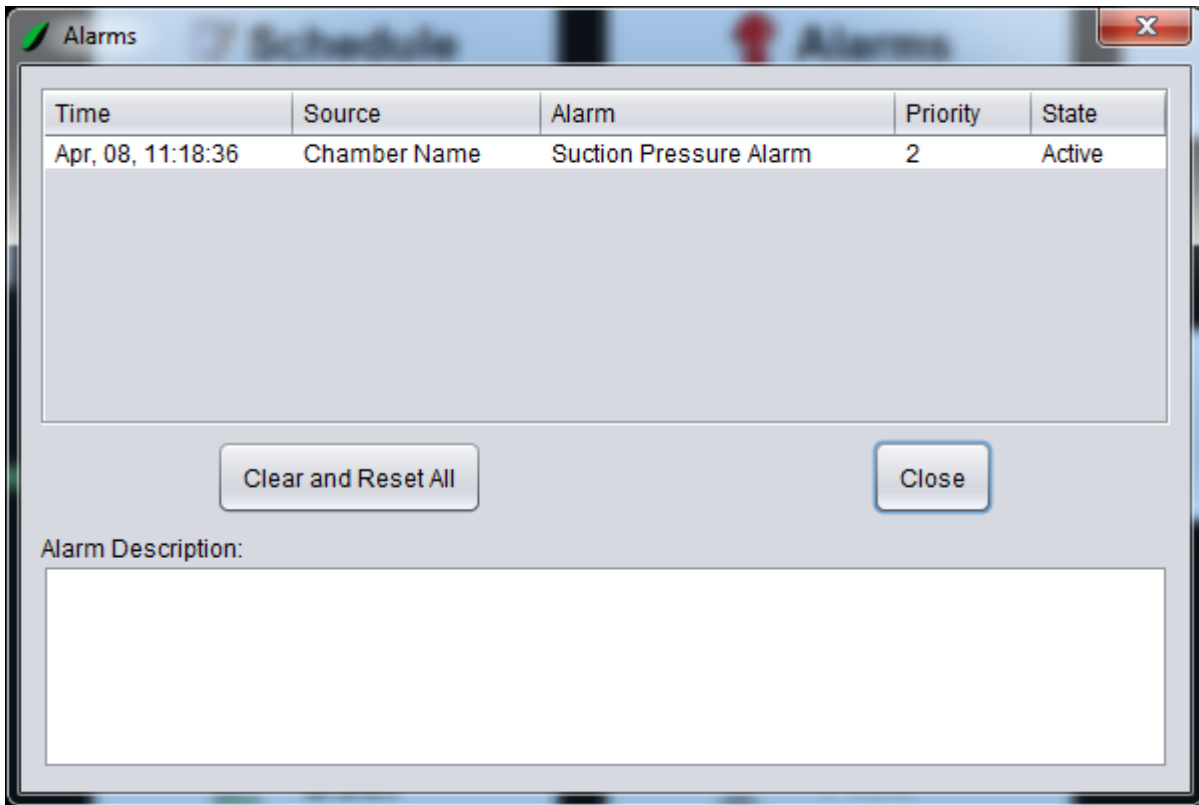 Alarms
Schedule Alarms
Time Source Alarm Priority State
Apr, 08, 11:18:36 Chamber Name Suction Pressure Alarm 2 Active
Clear and Reset All Close
Alarm Description: